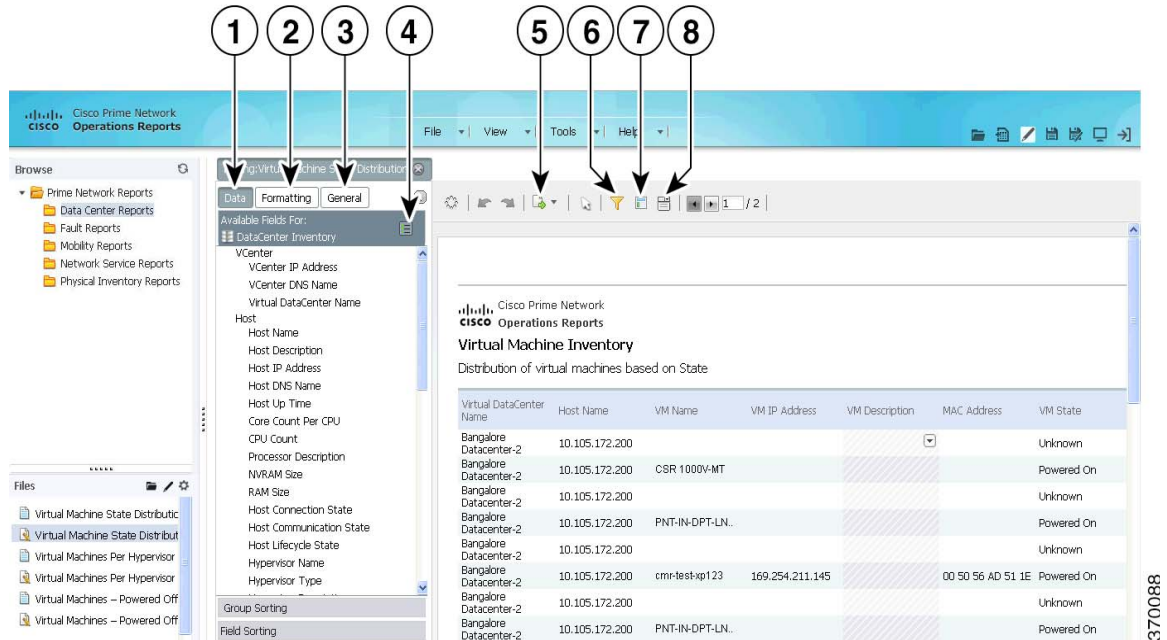 1 2 3 4 5 6 7 8
Cisco Prime Network
CISCO Operations Reports
File View Tools Help
Browse
Prime Network Reports
Data Center Reports
Fault Reports
Mobility Reports
Network Service Reports
Physical Inventory Reports
Files
Virtual Machine State Distributic
Virtual Machine State Distribut
Virtual Machines Per Hypervisor
Virtual Machines Per Hypervisor
Virtual Machines – Powered Off
Virtual Machines – Powered Off
ng:Virtu chine S Distribution
Data Formatting General
Available Fields For:
DataCenter Inventory
VCenter
VCenter IP Address
VCenter DNS Name
Virtual DataCenter Name
Host
Host Name
Host Description
Host IP Address
Host DNS Name
Host Up Time
Core Count Per CPU
CPU Count
Processor Description
NVRAM Size
RAM Size
Host Connection State
Host Communication State
Host Lifecycle State
Hypervisor Name
Hypervisor Type
Group Sorting
Field Sorting
1 / 2
Cisco Prime Network
CISCO Operations Reports
Virtual Machine Inventory
Distribution of virtual machines based on State
Virtual DataCenter Name Host Name VM Name VM IP Address VM Description MAC Address VM State
Bangalore Datacenter-2 10.105.172.200 Unknown
Bangalore Datacenter-2 10.105.172.200 CSR 1000V-MT Powered On
Bangalore Datacenter-2 10.105.172.200 Unknown
Bangalore Datacenter-2 10.105.172.200 PNT-IN-DPT-LN.. Powered On
Bangalore Datacenter-2 10.105.172.200 Unknown
Bangalore Datacenter-2 10.105.172.200 cmr-test-xp123 169.254.211.145 00 50 56 AD 51 1E Powered On
Bangalore Datacenter-2 10.105.172.200 Unknown
Bangalore Datacenter-2 10.105.172.200 PNT-IN-DPT-LN.. Powered On
370088